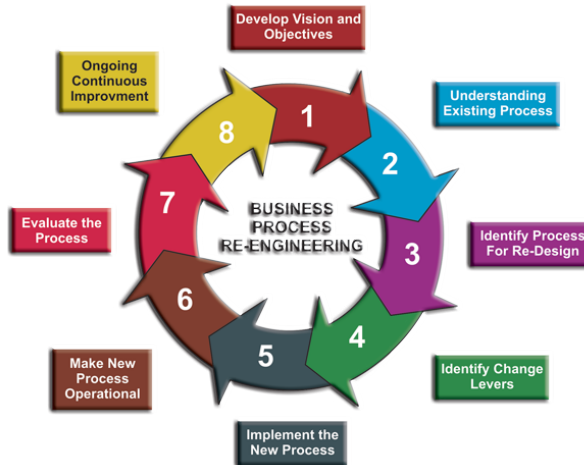 Develop Vision and
Objectives
Understanding
Existing Process
Identify Process
For Re-Design
Identify Change
Levers
Implement the
New Process
Make New
Process
Operational
Evaluate the
Process
Ongoing
Continuous
Improvment
1
2
3
4
5
6
7
8
BUSINESS
PROCESS
RE-ENGINEERING